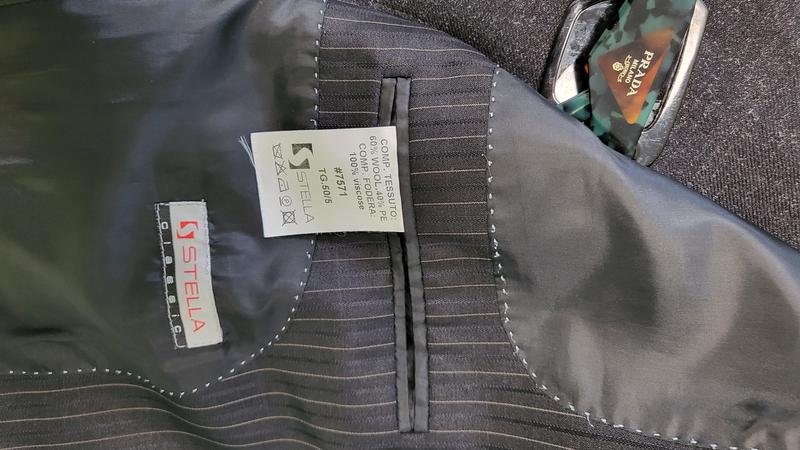 COMP. TESSUTO:
60% WOOL.40% PE
COMP. FODERA:
100% viscose
#7571
TG.50/5
STELLA
STELLA
classic
PRADA
MILANO